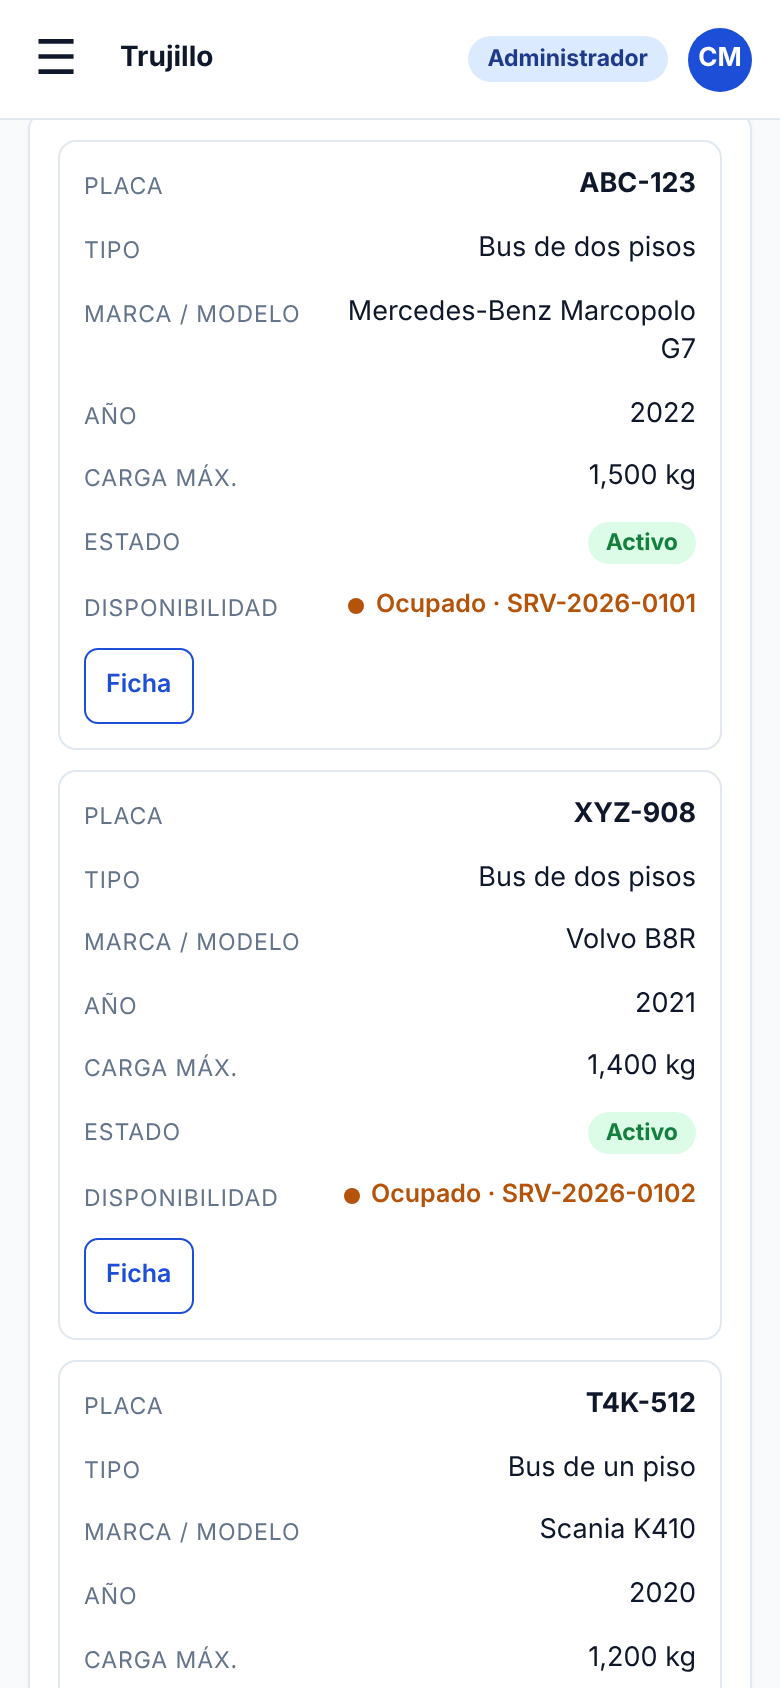 Trujillo
Administrador
CM
PLACA ABC-123
TIPO Bus de dos pisos
MARCA / MODELO Mercedes-Benz Marcopolo
G7
AÑO 2022
CARGA MÁX. 1,500 kg
ESTADO Activo
DISPONIBILIDAD Ocupado · SRV-2026-0101
Ficha
PLACA XYZ-908
TIPO Bus de dos pisos
MARCA / MODELO Volvo B8R
AÑO 2021
CARGA MÁX. 1,400 kg
ESTADO Activo
DISPONIBILIDAD Ocupado · SRV-2026-0102
Ficha
PLACA T4K-512
TIPO Bus de un piso
MARCA / MODELO Scania K410
AÑO 2020
CARGA MÁX. 1,200 kg